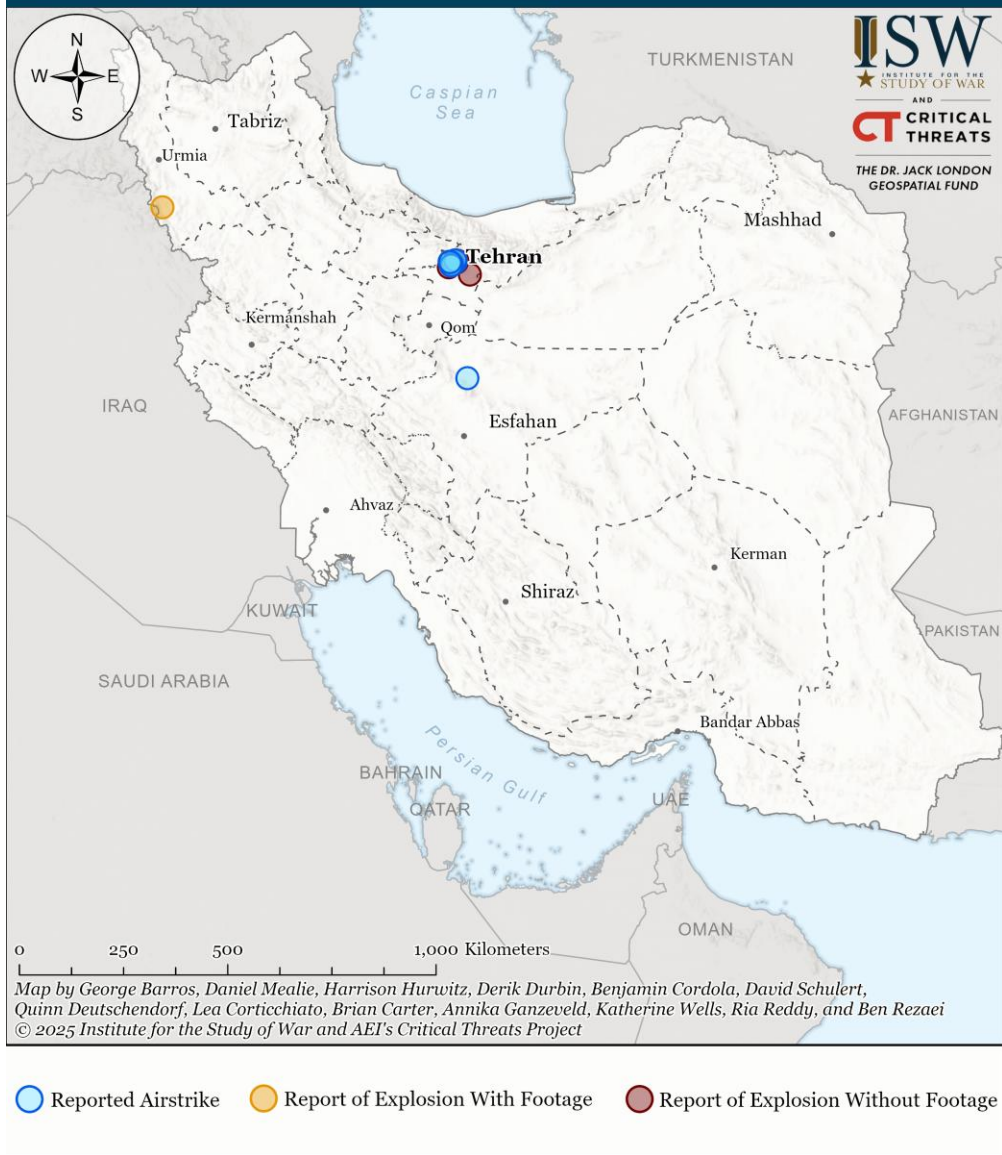 N
W
E
S
Caspian
Sea
TURKMENISTAN
ISW
INSTITUTE FOR THE
STUDY OF WAR
AND
CT CRITICAL
THREATS
THE DR. JACK LONDON
GEOSPATIAL FUND
Tabriz
Urmia
Mashhad
Tehran
Kermanshah
Qom
IRAQ
Esfahan
AFGHANISTAN
Ahvaz
Kerman
Shiraz
KUWAIT
PAKISTAN
SAUDI ARABIA
Bandar Abbas
Persian Gulf
BAHRAIN
QATAR
UAE
OMAN
0 250 500 1,000 Kilometers
Map by George Barros, Daniel Mealie, Harrison Hurwitz, Derik Durbin, Benjamin Cordola, David Schulert,
Quinn Deutschendorf, Lea Corticchiato, Brian Carter, Annika Ganzeveld, Katherine Wells, Ria Reddy, and Ben Rezaei
© 2025 Institute for the Study of War and AEI's Critical Threats Project
Reported Airstrike
Report of Explosion With Footage
Report of Explosion Without Footage